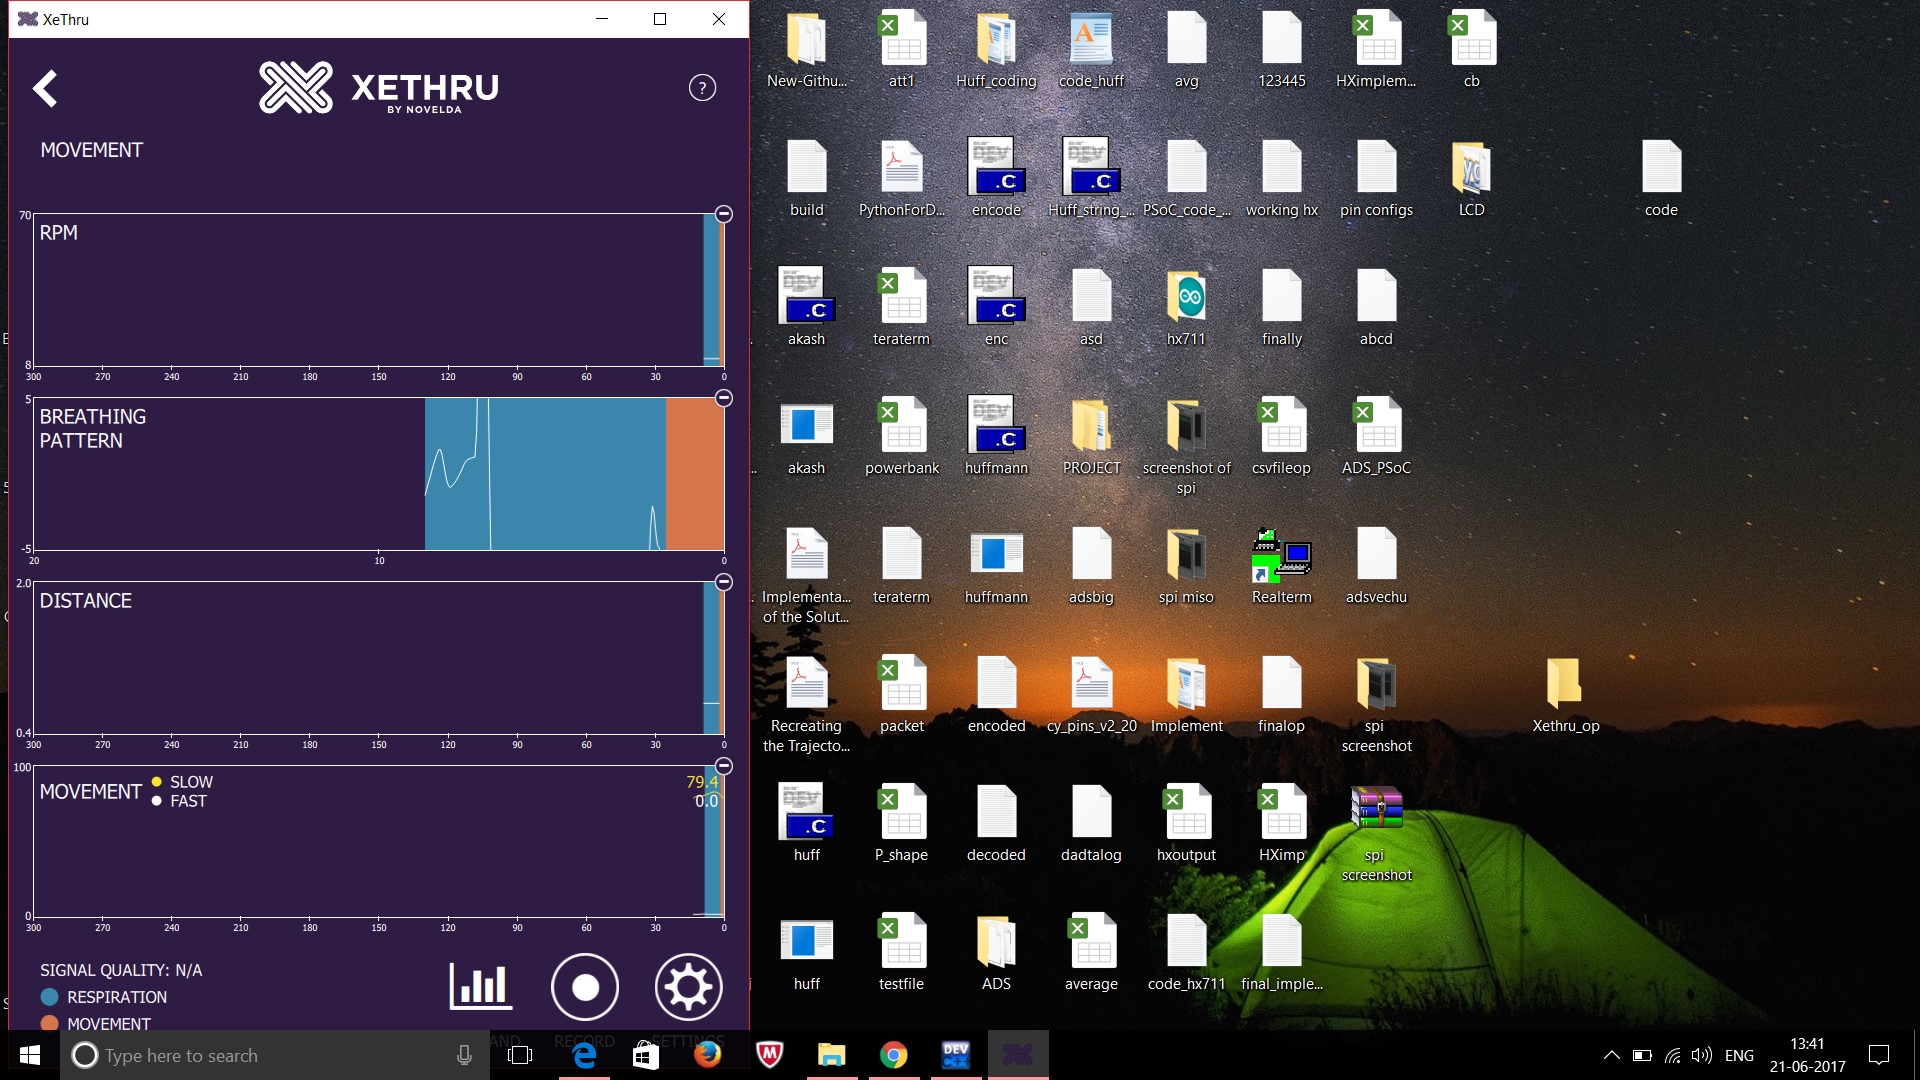 XeThru
XETHRU
BY NOVELDA
?
MOVEMENT
70
RPM
8
300 270 240 210 180 150 120 90 60 30 0
5
BREATHING
PATTERN
-5
20 10 0
2.0
DISTANCE
0.4
300 270 240 210 180 150 120 90 60 30 0
100
MOVEMENT
SLOW 79.4
FAST 0.0
0
300 270 240 210 180 150 120 90 60 30 0
SIGNAL QUALITY: N/A
RESPIRATION
MOVEMENT
RECORD
SETTINGS
New-Githu... att1 Huff_coding code_huff avg 123445 HXimplem... cb
build PythonForD... encode Huff_string_... PSoC_code_... working hx pin configs LCD code
akash teraterm enc asd hx711 finally abcd
akash powerbank huffmann PROJECT screenshot of csvfileop ADS_PSoC
spi
Implementa... teraterm huffmann adsbig spi miso Realterm adsvechu
of the Solut...
Recreating packet encoded cy_pins_v2_20 Implement finalop spi Xethru_op
the Trajecto... screenshot
huff P_shape decoded dadtalog hxoutput HXimp spi
screenshot
huff testfile ADS average code_hx711 final_imple...
Type here to search
DEV
C++
ENG
13:41
21-06-2017